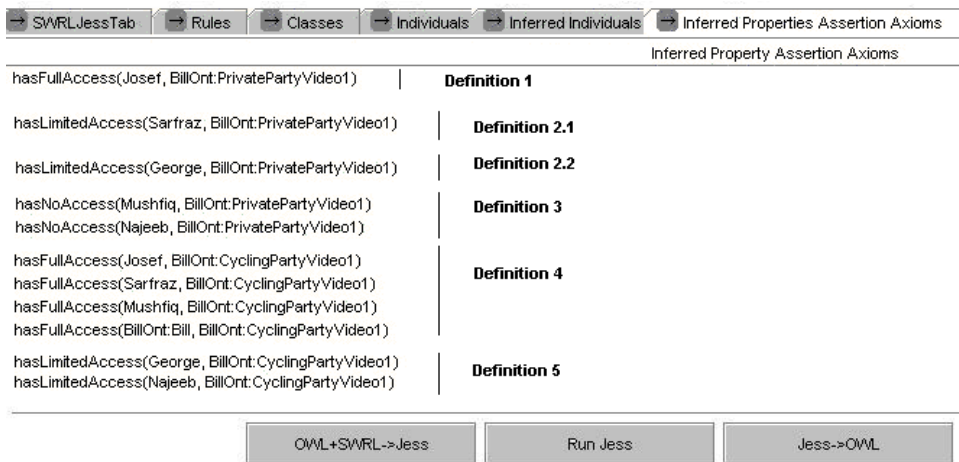 SWRLJessTab Rules Classes Individuals Inferred Individuals Inferred Properties Assertion Axioms
Inferred Property Assertion Axioms
hasFullAccess(Josef, BillOnt:PrivatePartyVideo1) Definition 1
hasLimitedAccess(Sarfraz, BillOnt:PrivatePartyVideo1) Definition 2.1
hasLimitedAccess(George, BillOnt:PrivatePartyVideo1) Definition 2.2
hasNoAccess(Mushfiq, BillOnt:PrivatePartyVideo1) Definition 3
hasNoAccess(Najeeb, BillOnt:PrivatePartyVideo1)
hasFullAccess(Josef, BillOnt:CyclingPartyVideo1)
hasFullAccess(Sarfraz, BillOnt:CyclingPartyVideo1) Definition 4
hasFullAccess(Mushfiq, BillOnt:CyclingPartyVideo1)
hasFullAccess(BillOnt:Bill, BillOnt:CyclingPartyVideo1)
hasLimitedAccess(George, BillOnt:CyclingPartyVideo1)
hasLimitedAccess(Najeeb, BillOnt:CyclingPartyVideo1) Definition 5
OWL+SWRL->Jess Run Jess Jess->OWL